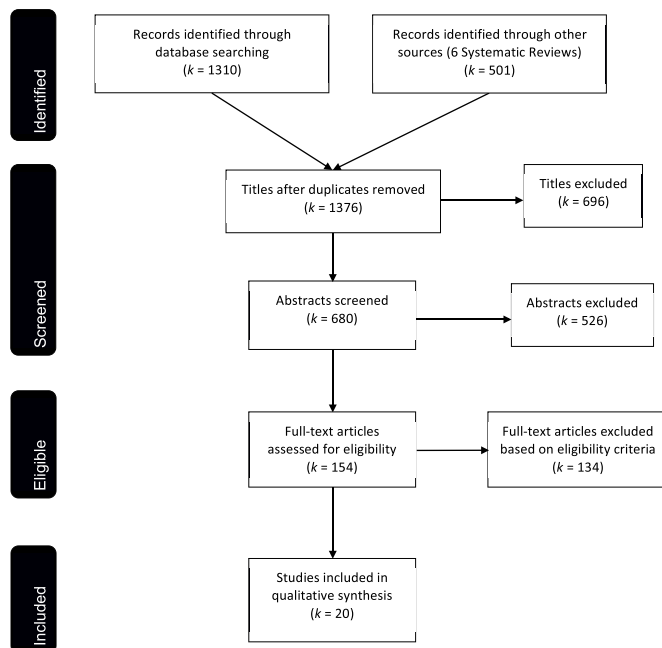 Identified
Records identified through
database searching
(k = 1310)
Records identified through other
sources (6 Systematic Reviews)
(k = 501)
Screened
Titles after duplicates removed
(k = 1376)
Titles excluded
(k = 696)
Abstracts screened
(k = 680)
Abstracts excluded
(k = 526)
Eligible
Full-text articles
assessed for eligibility
(k = 154)
Full-text articles excluded
based on eligibility criteria
(k = 134)
Included
Studies included in
qualitative synthesis
(k = 20)